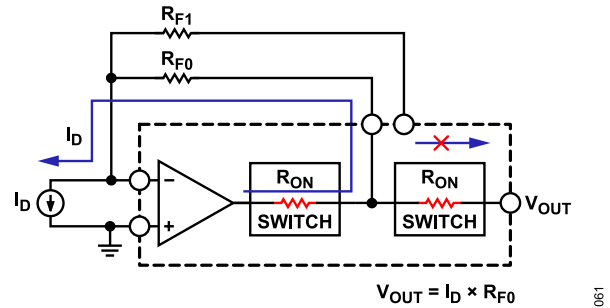 RF1
RF0
ID
RON
SWITCH
RON
SWITCH
ID
−
+
VOUT
VOUT = ID × RF0
061